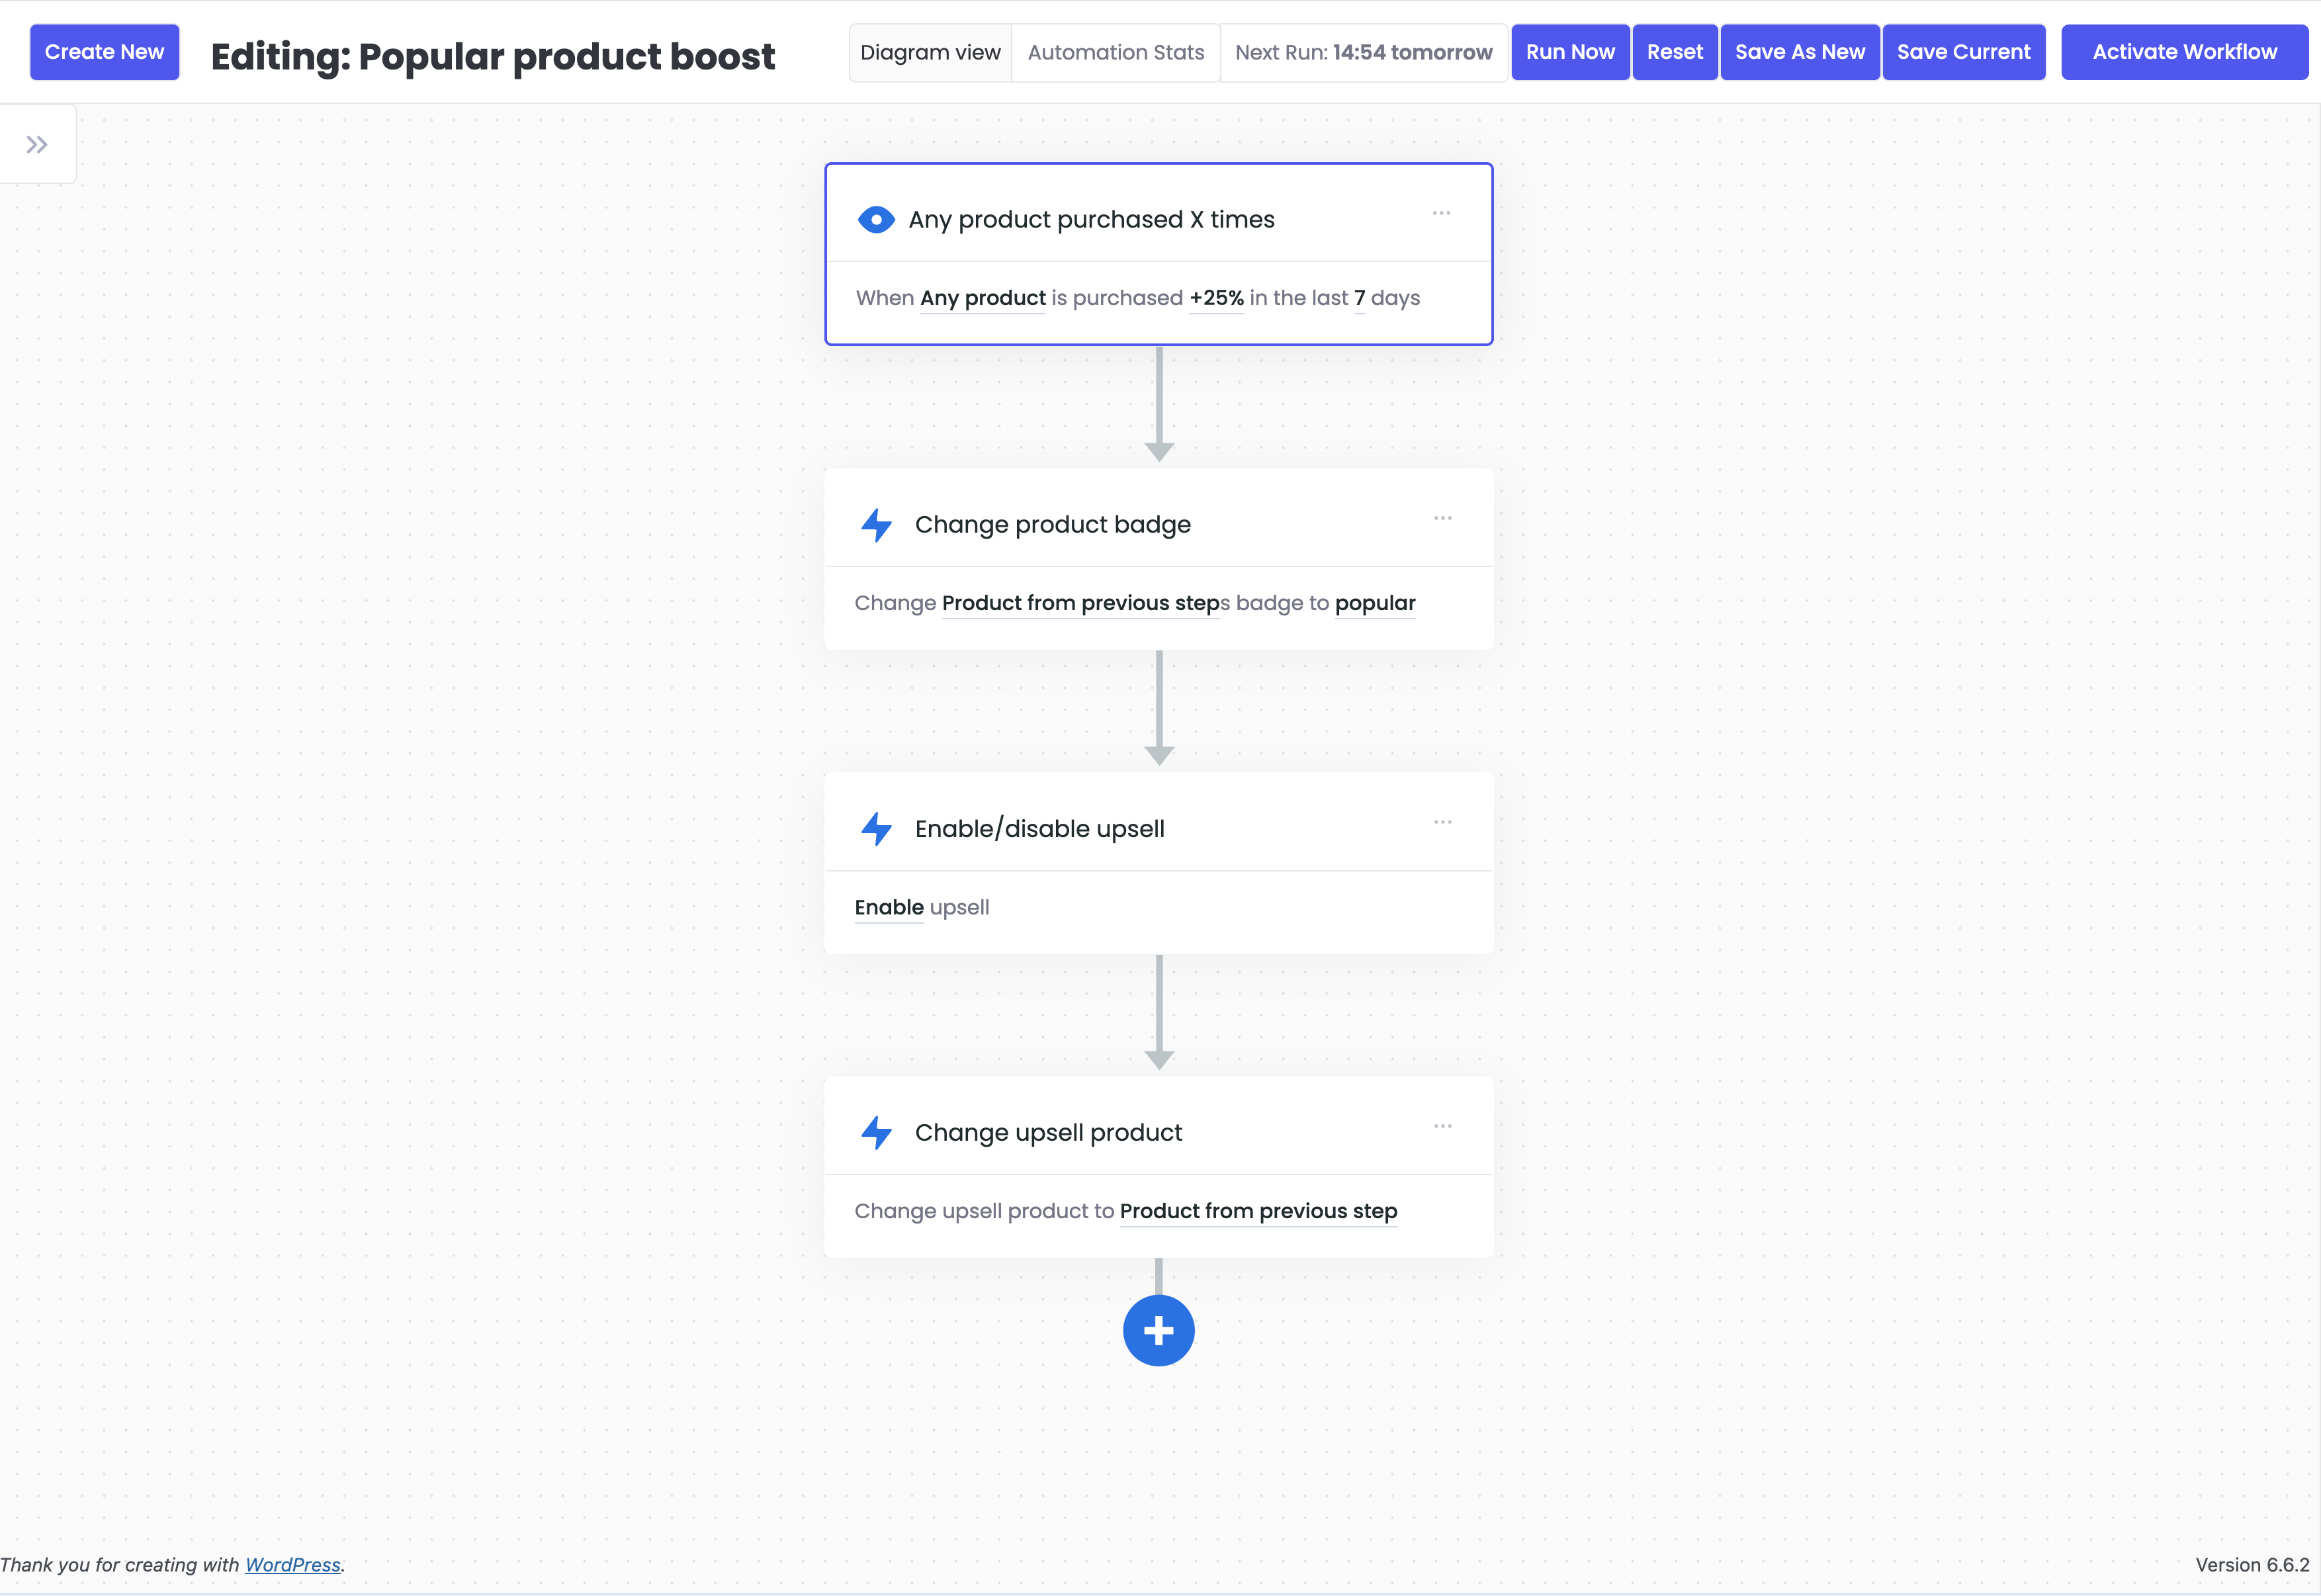 Create New
Editing: Popular product boost
Diagram view
Automation Stats
Next Run: 14:54 tomorrow
Run Now
Reset
Save As New
Save Current
Activate Workflow
Any product purchased X times
When Any product is purchased +25% in the last 7 days
Change product badge
Change Product from previous steps badge to popular
Enable/disable upsell
Enable upsell
Change upsell product
Change upsell product to Product from previous step
Thank you for creating with WordPress.
Version 6.6.2